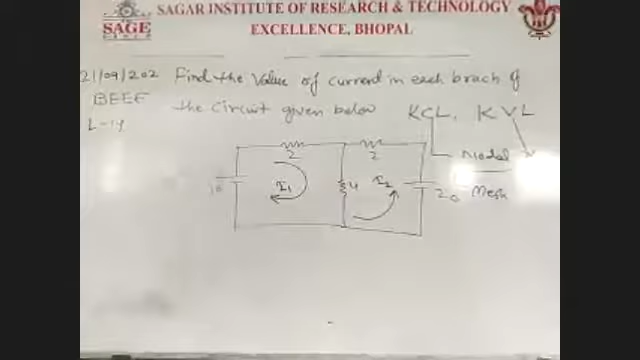 SAGAR INSTITUTE OF RESEARCH & TECHNOLOGY
EXCELLENCE, BHOPAL
SAGE
21/09/202 Find the Value of current in each brach of
BEEE the Circuit given below KCL, KVL
L-14
Nodal
Mesh
2
2
10
I1
4
I2
20